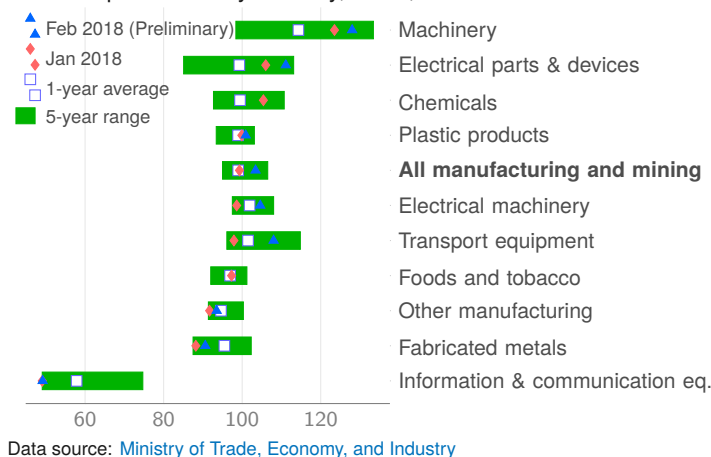 Feb 2018 (Preliminary)
Jan 2018
1-year average
5-year range
Machinery
Electrical parts & devices
Chemicals
Plastic products
All manufacturing and mining
Electrical machinery
Transport equipment
Foods and tobacco
Other manufacturing
Fabricated metals
Information & communication eq.
60 80 100 120
Data source: Ministry of Trade, Economy, and Industry